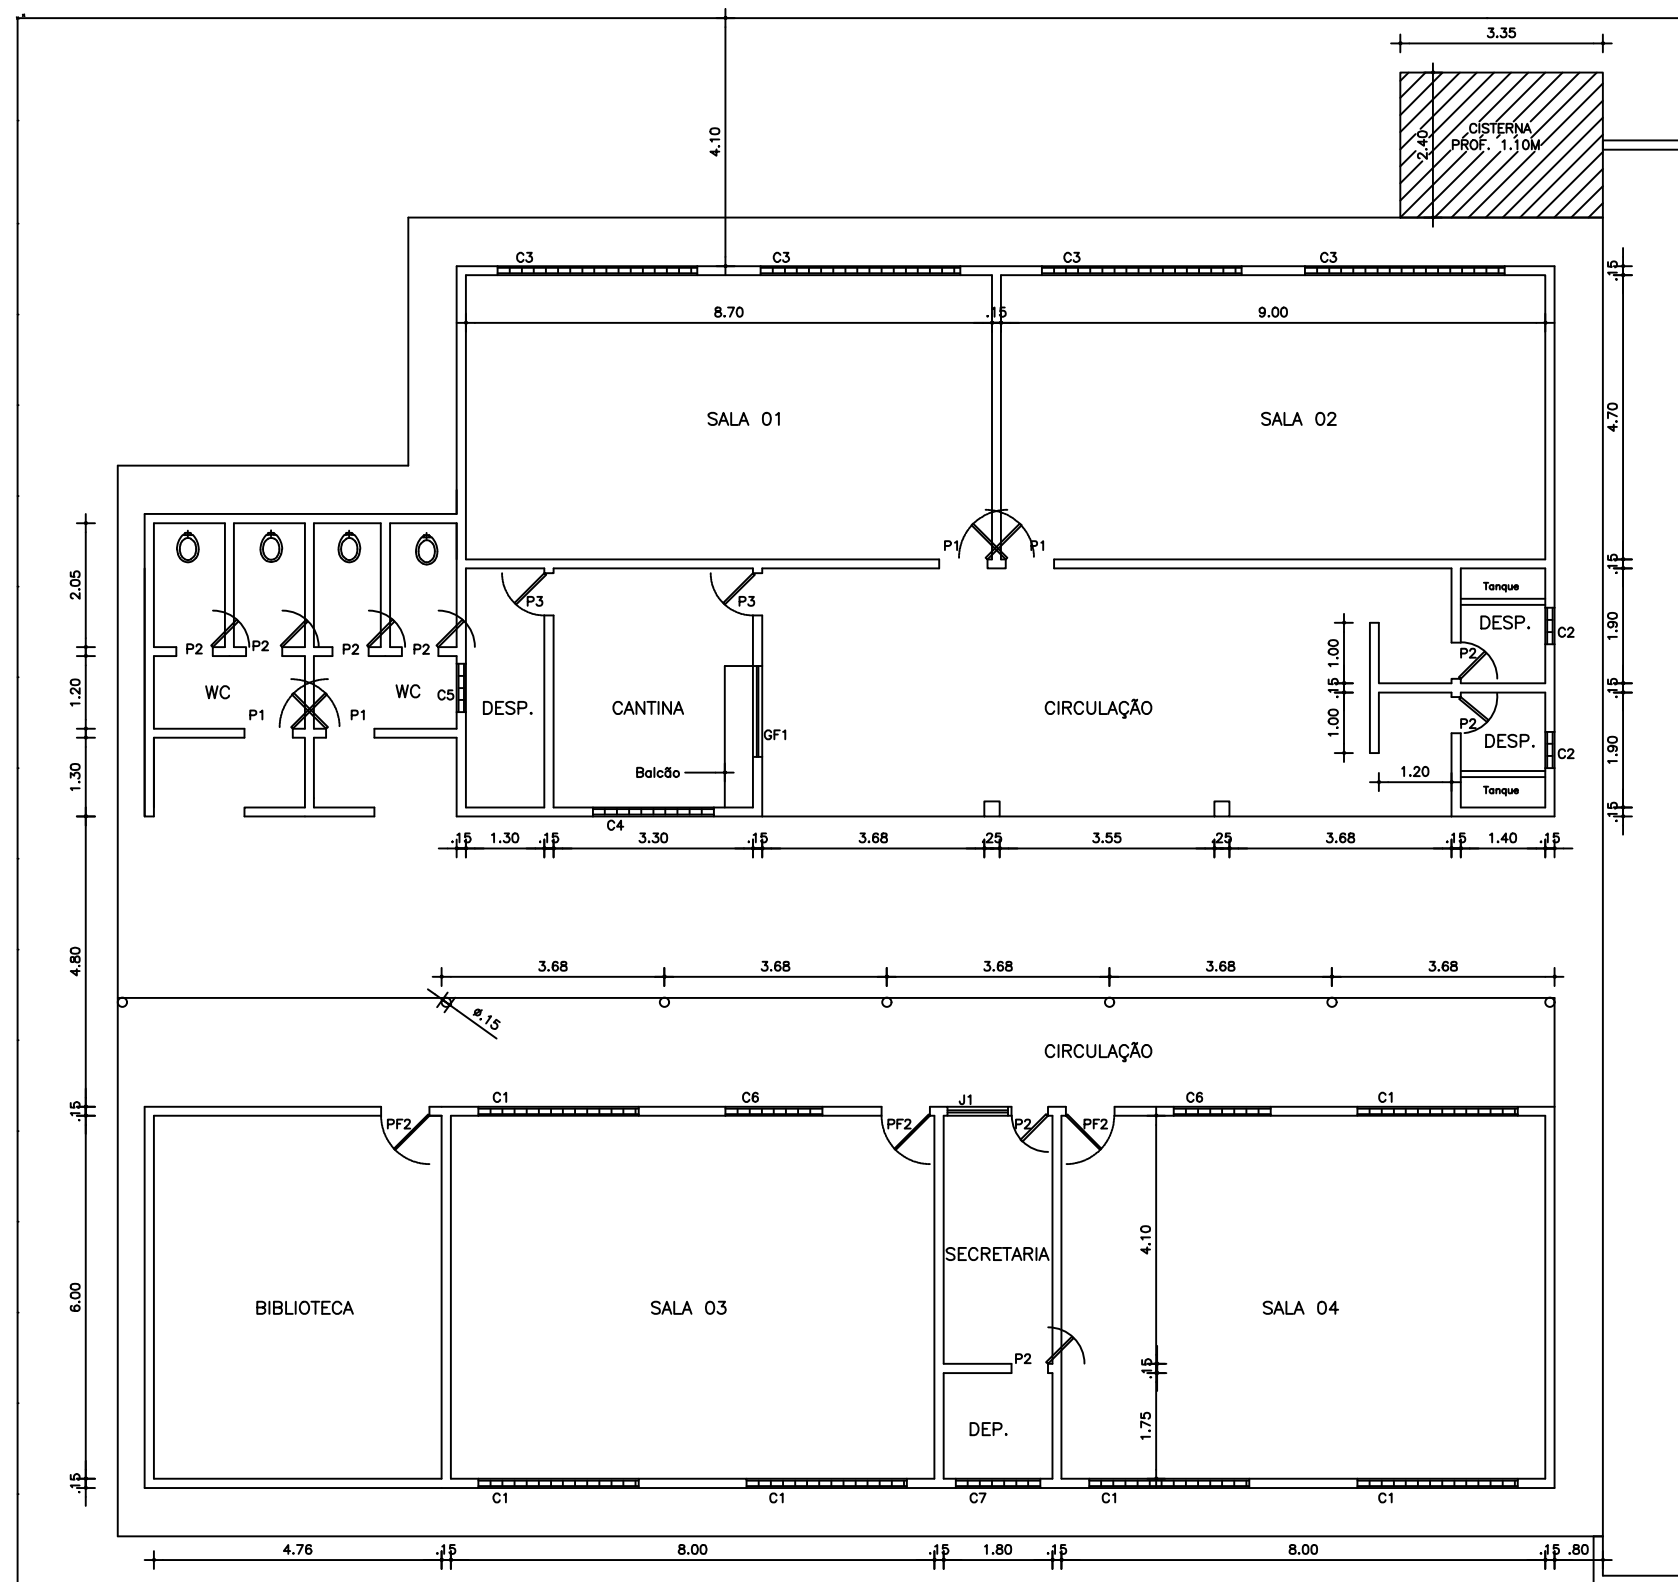 3.35
4.10
2.40
CISTERNA
PROF. 1.10M
C3
C3
C3
C3
.15
8.70
.15
9.00
SALA 01
SALA 02
4.70
P1
P1
.15
2.05
P3
P3
Tanque
DESP.
C2
1.90
P2
P2
P2
P2
1.00
P2
1.20
WC
WC
C5
.15
.15
P1
P1
DESP.
CANTINA
CIRCULAÇÃO
1.00
P2
GF1
DESP.
C2
1.90
1.30
Balcão
1.20
Tanque
.15
C4
.15
1.30
.15
3.30
.15
3.68
.25
3.55
.25
3.68
.15
1.40
.15
4.80
3.68
3.68
3.68
3.68
3.68
ø.15
CIRCULAÇÃO
.15
C1
C6
J1
C6
C1
PF2
PF2
P2
PF2
4.10
SECRETARIA
6.00
BIBLIOTECA
SALA 03
SALA 04
P2
.15
DEP.
1.75
.15
C1
C1
C7
C1
C1
4.76
.15
8.00
.15
1.80
.15
8.00
.15
.80